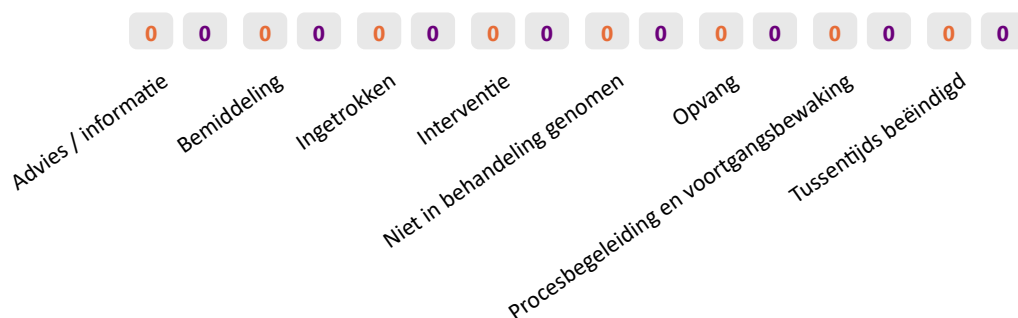 0 0 0 0 0 0 0 0 0 0 0 0 0 0 0 0
Advies / informatie
Bemiddeling
Ingetrokken
Interventie
Niet in behandeling genomen
Opvang
Procesbegeleiding en voortgangsbewaking
Tussentijds beëindigd